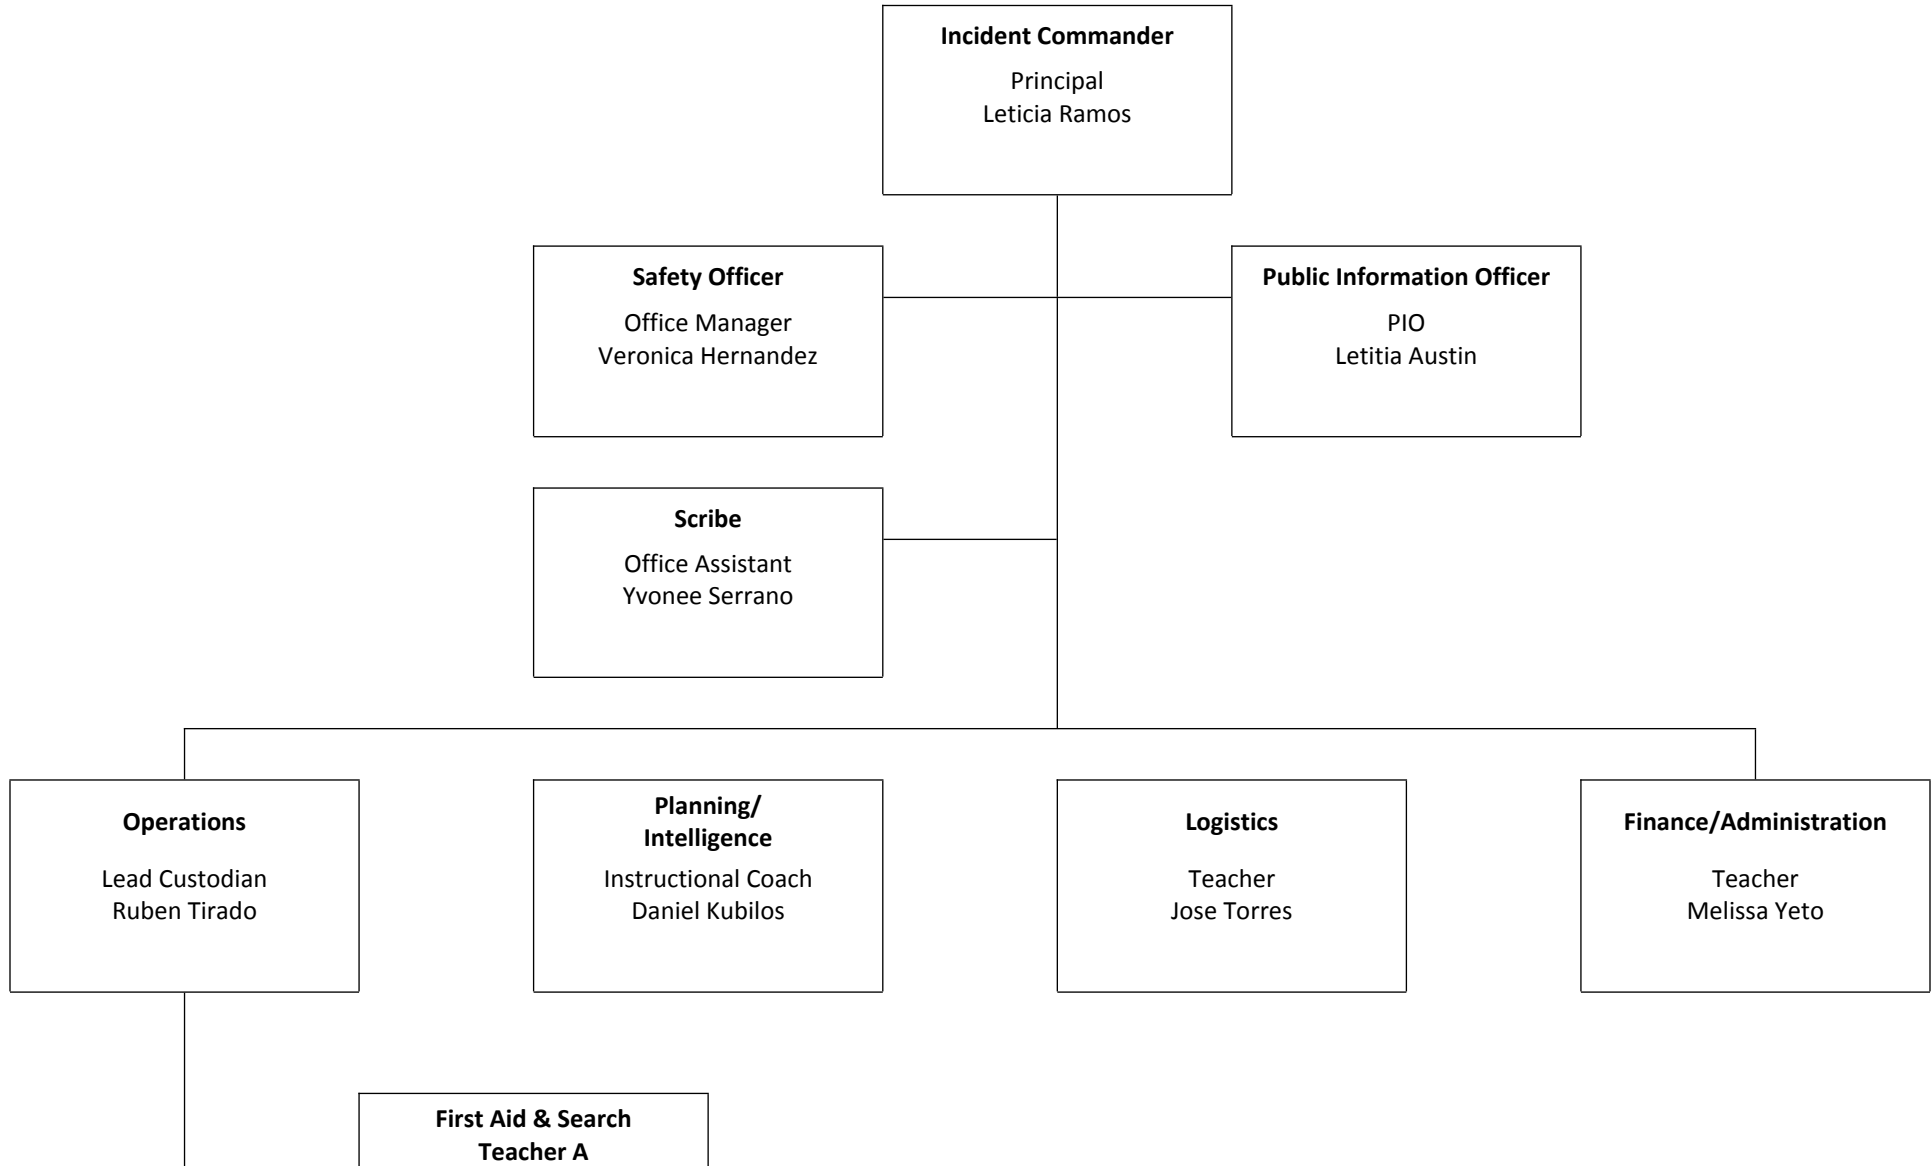 Incident Commander
Principal
Leticia Ramos
Safety Officer
Office Manager
Veronica Hernandez
Public Information Officer
PIO
Letitia Austin
Scribe
Office Assistant
Yvonee Serrano
Operations
Lead Custodian
Ruben Tirado
Planning/
Intelligence
Instructional Coach
Daniel Kubilos
Logistics
Teacher
Jose Torres
Finance/Administration
Teacher
Melissa Yeto
First Aid & Search
Teacher A